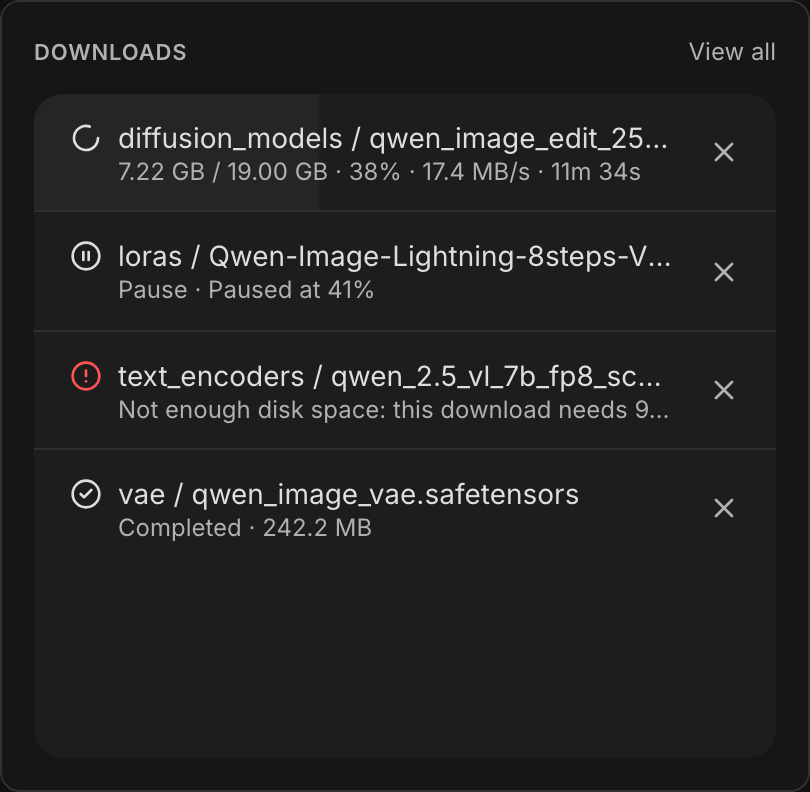 DOWNLOADS
View all
diffusion_models / qwen_image_edit_25...
7.22 GB / 19.00 GB · 38% · 17.4 MB/s · 11m 34s
loras / Qwen-Image-Lightning-8steps-V...
Pause · Paused at 41%
text_encoders / qwen_2.5_vl_7b_fp8_sc...
Not enough disk space: this download needs 9...
vae / qwen_image_vae.safetensors
Completed · 242.2 MB